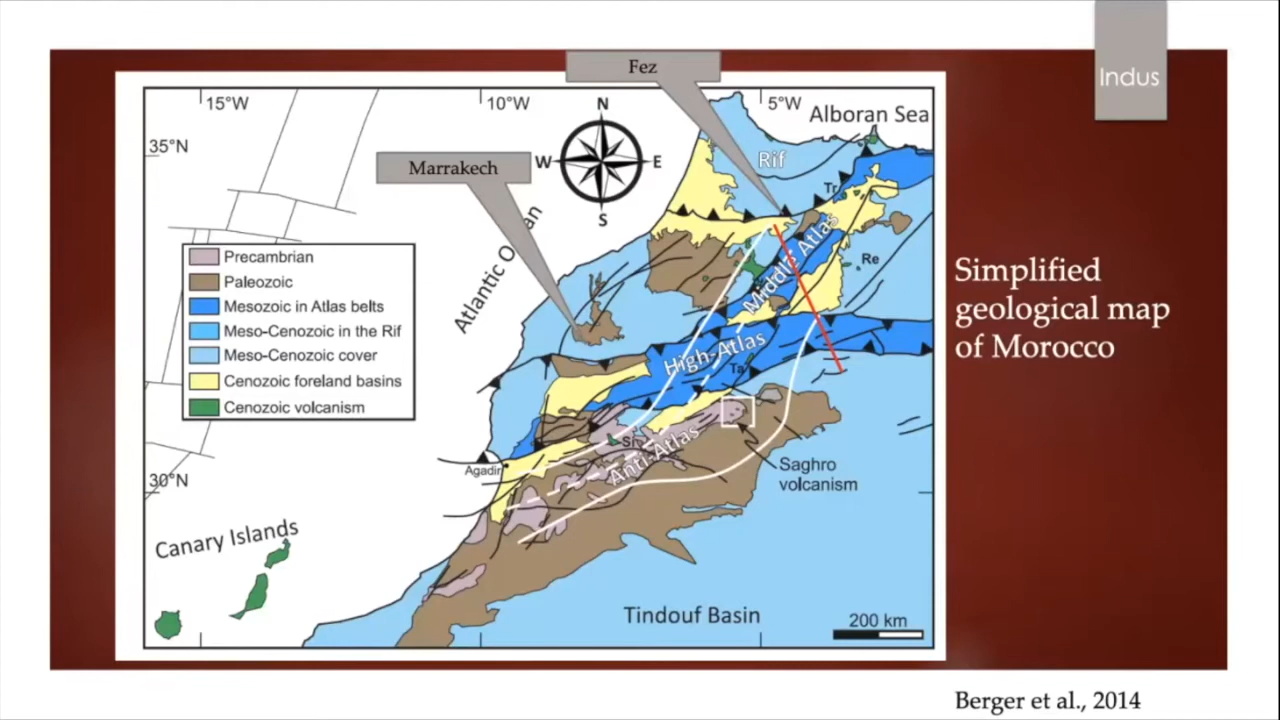 Indus
Fez
Marrakech
15°W
10°W
5°W
35°N
30°N
N
W
E
S
Alboran Sea
Rif
Tr
Re
Middle Atlas
High-Atlas
Ta
Si
Anti-Atlas
Agadir
Saghro
volcanism
Canary Islands
Tindouf Basin
200 km
Atlantic
Precambrian
Paleozoic
Mesozoic in Atlas belts
Meso-Cenozoic in the Rif
Meso-Cenozoic cover
Cenozoic foreland basins
Cenozoic volcanism
Simplified
geological map
of Morocco
Berger et al., 2014